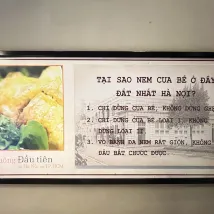 TẠI SAO NEM CUA BỂ Ở ĐÂY
ĐẮT NHẤT HÀ NỘI?
1. CHỈ DÙNG CUA BỂ, KHÔNG DÙNG GHẸ
2. CHỈ DÙNG CUA BỂ LOẠI 1, KHÔNG
DÙNG LOẠI 2
3. VỎ BÁNH ĐA NEM RẤT GIÒN, KHÔNG
ĐÂU BẮT CHƯỚC ĐƯỢC.
Đầu tiên